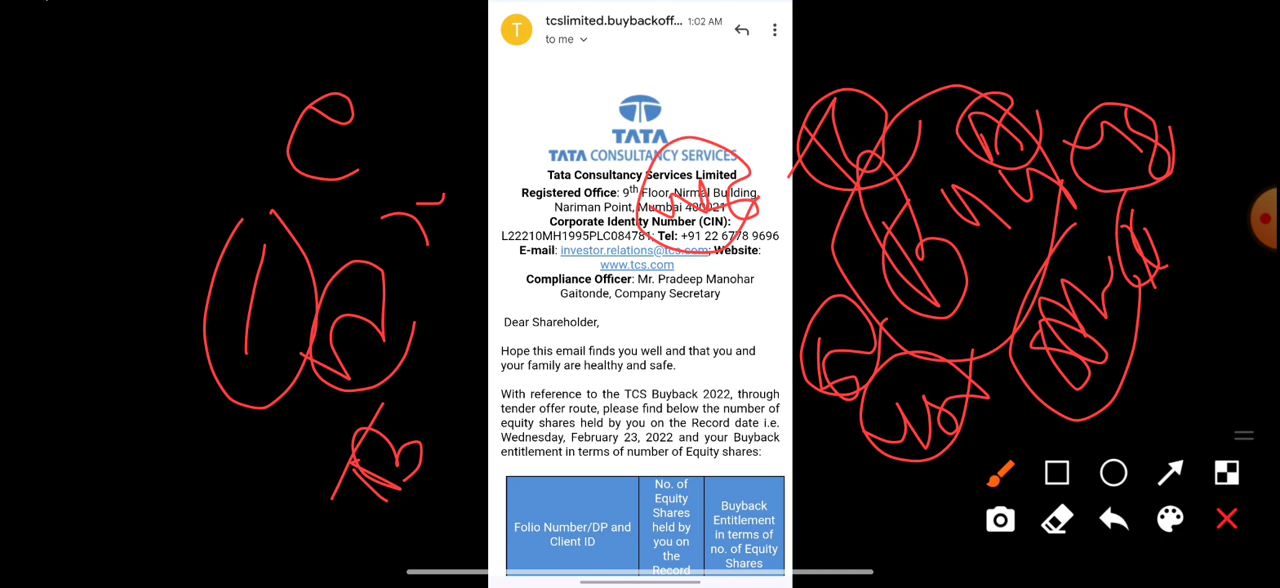 T
tcslimited.buybackoff... 1:02 AM
to me
TATA
TATA CONSULTANCY SERVICES
Tata Consultancy Services Limited
Registered Office: 9th Floor, Nirmal Building,
Nariman Point, Mumbai 400021
Corporate Identity Number (CIN):
L22210MH1995PLC084781; Tel: +91 22 6778 9696
E-mail: investor.relations@tcs.com; Website:
www.tcs.com
Compliance Officer: Mr. Pradeep Manohar
Gaitonde, Company Secretary
Dear Shareholder,
Hope this email finds you well and that you and
your family are healthy and safe.
With reference to the TCS Buyback 2022, through
tender offer route, please find below the number of
equity shares held by you on the Record date i.e.
Wednesday, February 23, 2022 and your Buyback
entitlement in terms of number of Equity shares:
Folio Number/DP and
Client ID
No. of
Equity
Shares
held by
you on
the
Record
Buyback
Entitlement
in terms of
no. of Equity
Shares